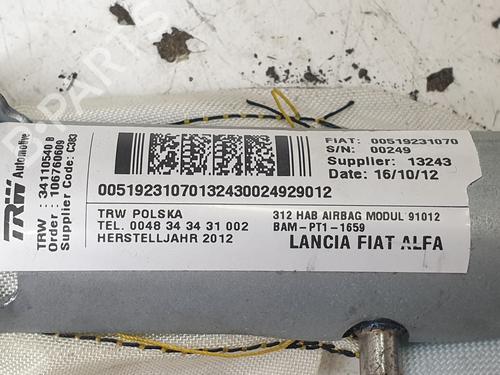 TRW Automotive
TRW : 34110540 B
Order : 106760609
Supplier Code: C383
FIAT: 00519231070
S/N: 00249
Supplier: 13243
Date: 16/10/12
00519231070132430024929012
TRW POLSKA
TEL. 0048 34 34 31 002
HERSTELLJAHR 2012
312 HAB AIRBAG MODUL 91012
BAM-PT1-1659
LANCIA FIAT ALFA
B-PARTS